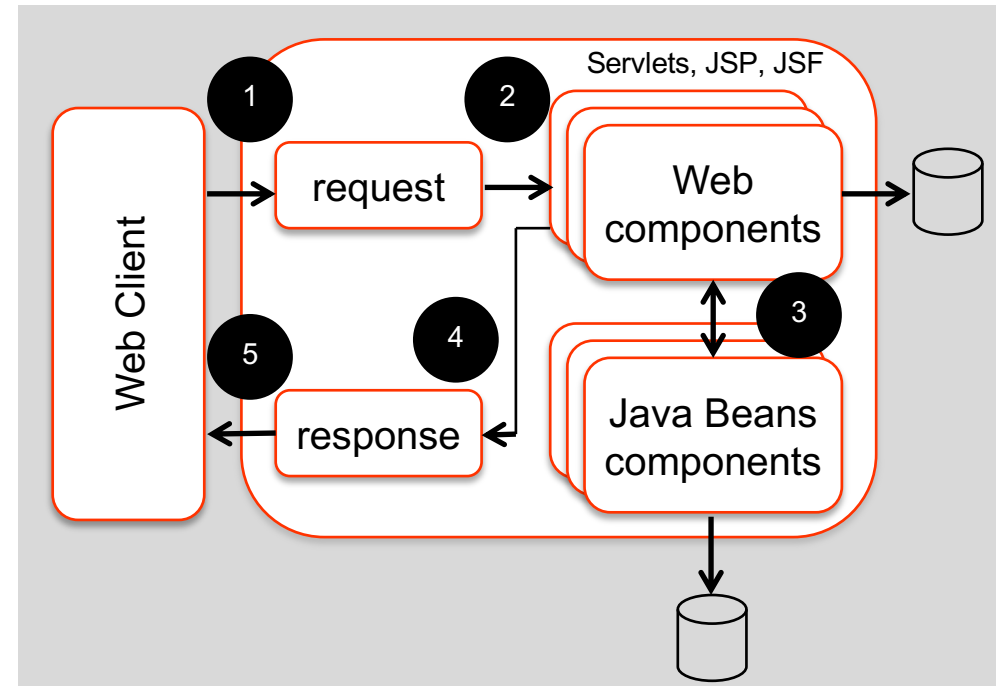 Servlets, JSP, JSF
1
2
request
Web
components
Web Client
3
4
5
response
Java Beans
components